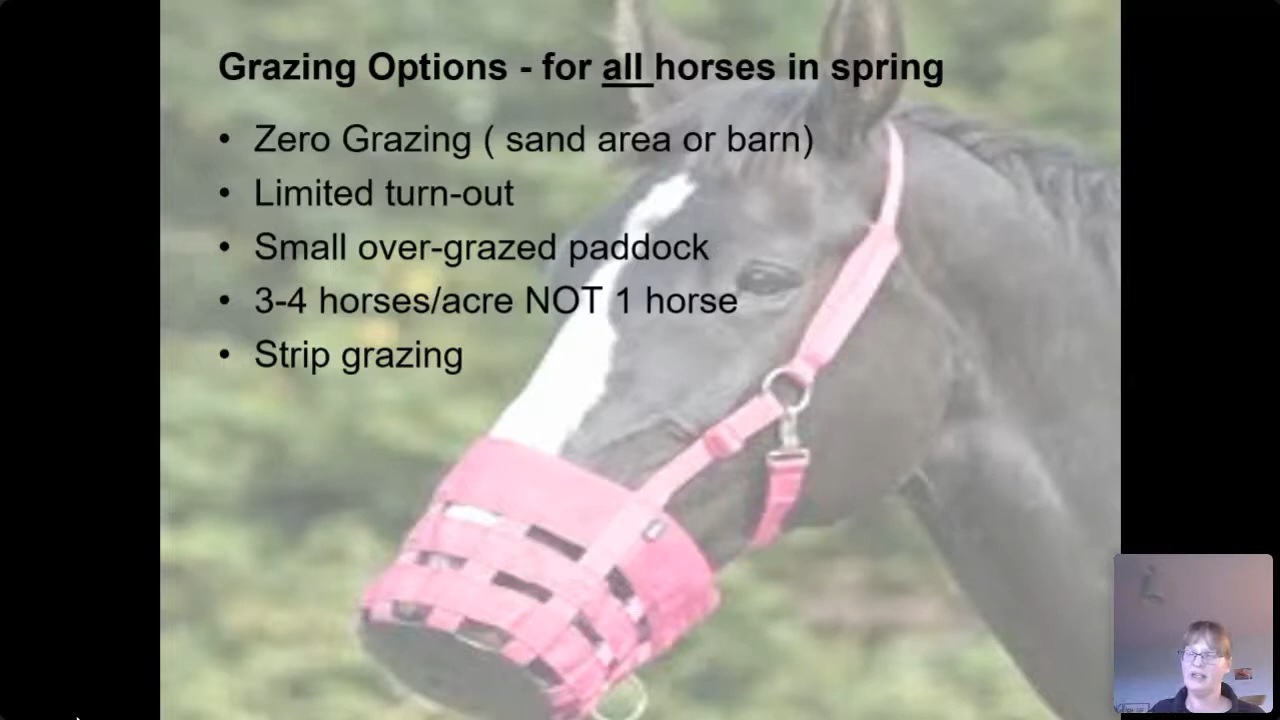 Grazing Options - for all horses in spring
• Zero Grazing ( sand area or barn)
• Limited turn-out
• Small over-grazed paddock
• 3-4 horses/acre NOT 1 horse
• Strip grazing